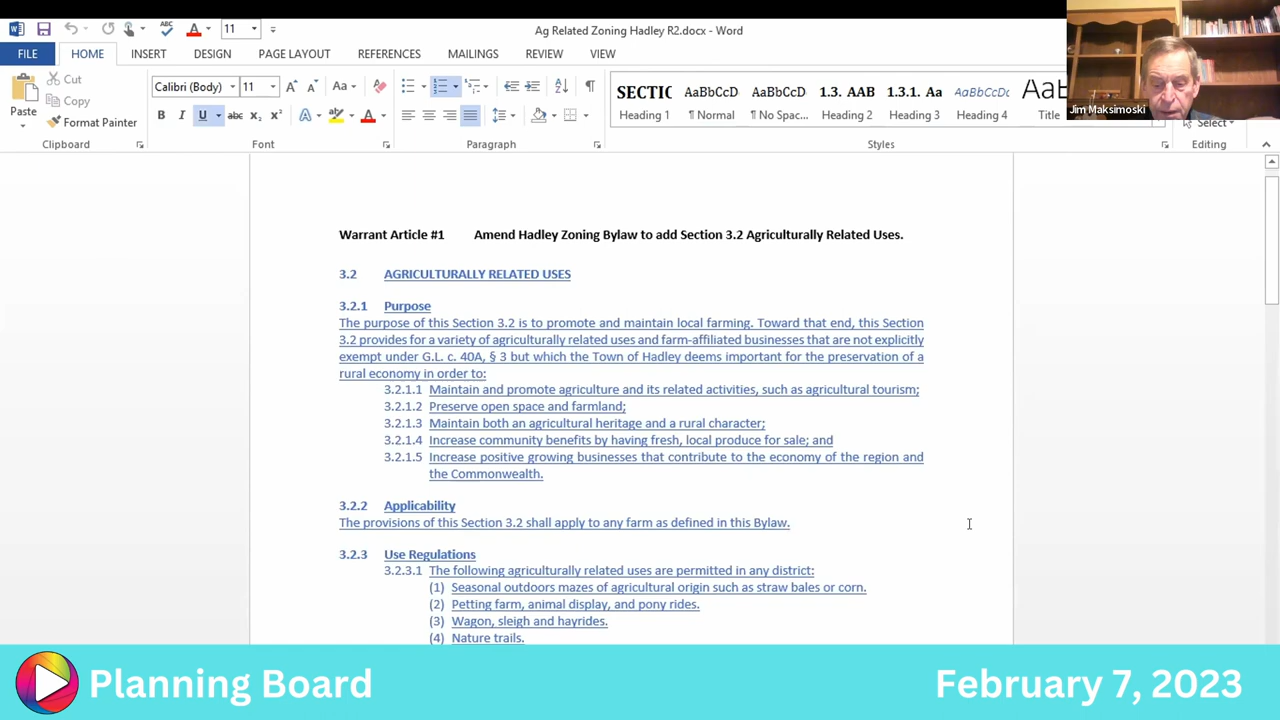 Ag Related Zoning Hadley R2.docx - Word
11
FILE HOME INSERT DESIGN PAGE LAYOUT REFERENCES MAILINGS REVIEW VIEW
Paste
Cut
Copy
Format Painter
Calibri (Body) 11
SECTIC AaBbCcD AaBbCcD 1.3. AAB 1.3.1. Aa AaBbCcDc AaB
Heading 1 ¶ Normal ¶ No Spac... Heading 2 Heading 3 Heading 4 Title
Select
Clipboard Font Paragraph Styles Editing
Jim Maksimoski
Warrant Article #1 Amend Hadley Zoning Bylaw to add Section 3.2 Agriculturally Related Uses.
3.2 AGRICULTURALLY RELATED USES
3.2.1 Purpose
The purpose of this Section 3.2 is to promote and maintain local farming. Toward that end, this Section
3.2 provides for a variety of agriculturally related uses and farm-affiliated businesses that are not explicitly
exempt under G.L. c. 40A, § 3 but which the Town of Hadley deems important for the preservation of a
rural economy in order to:
3.2.1.1 Maintain and promote agriculture and its related activities, such as agricultural tourism;
3.2.1.2 Preserve open space and farmland;
3.2.1.3 Maintain both an agricultural heritage and a rural character;
3.2.1.4 Increase community benefits by having fresh, local produce for sale; and
3.2.1.5 Increase positive growing businesses that contribute to the economy of the region and
the Commonwealth.
3.2.2 Applicability
The provisions of this Section 3.2 shall apply to any farm as defined in this Bylaw.
3.2.3 Use Regulations
3.2.3.1 The following agriculturally related uses are permitted in any district:
(1) Seasonal outdoors mazes of agricultural origin such as straw bales or corn.
(2) Petting farm, animal display, and pony rides.
(3) Wagon, sleigh and hayrides.
(4) Nature trails.
Planning Board
February 7, 2023